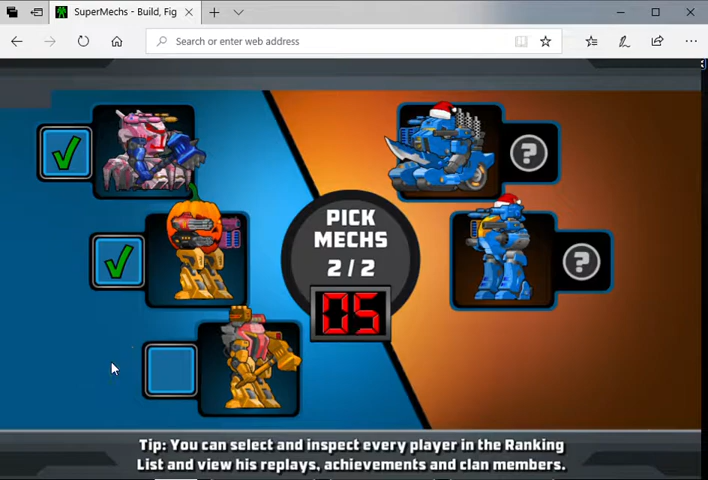 SuperMechs - Build, Fig
Search or enter web address
PICK
MECHS
2 / 2
05
?
?
Tip: You can select and inspect every player in the Ranking
List and view his replays, achievements and clan members.